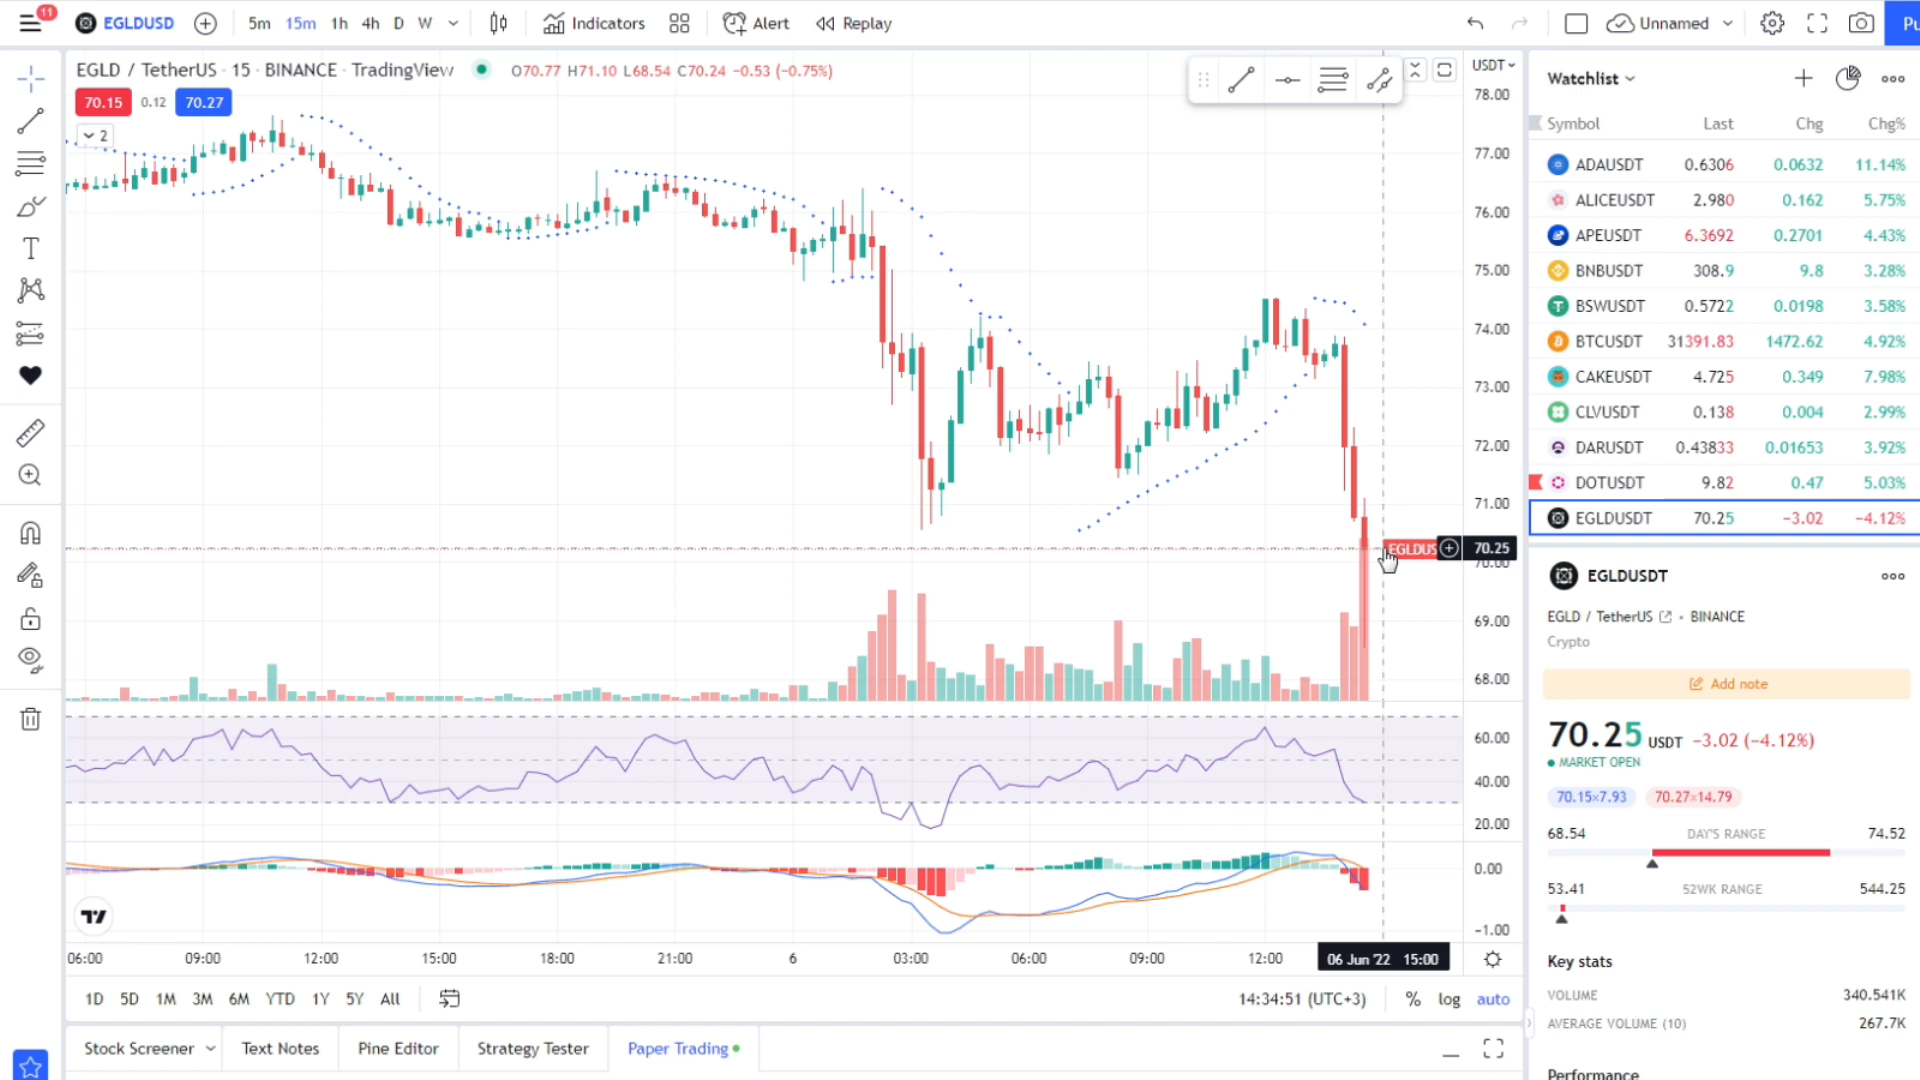 11
EGLDUSD 5m 15m 1h 4h D W Indicators Alert Replay Unnamed Pu
EGLD / TetherUS · 15 · BINANCE · TradingView O70.77 H71.10 L68.54 C70.24 −0.53 (−0.75%)
70.15 0.12 70.27
2
USDT
78.00
77.00
76.00
75.00
74.00
73.00
72.00
71.00
EGLDUS 70.25
70.00
69.00
68.00
60.00
40.00
20.00
0.00
−1.00
06:00 09:00 12:00 15:00 18:00 21:00 6 03:00 06:00 09:00 12:00 06 Jun '22 15:00
1D 5D 1M 3M 6M YTD 1Y 5Y All 14:34:51 (UTC+3) % log auto
Stock Screener Text Notes Pine Editor Strategy Tester Paper Trading
Watchlist
Symbol Last Chg Chg%
ADAUSDT 0.6306 0.0632 11.14%
ALICEUSDT 2.980 0.162 5.75%
APEUSDT 6.3692 0.2701 4.43%
BNBUSDT 308.9 9.8 3.28%
BSWUSDT 0.5722 0.0198 3.58%
BTCUSDT 31391.83 1472.62 4.92%
CAKEUSDT 4.725 0.349 7.98%
CLVUSDT 0.138 0.004 2.99%
DARUSDT 0.43833 0.01653 3.92%
DOTUSDT 9.82 0.47 5.03%
EGLDUSDT 70.25 −3.02 −4.12%
EGLDUSDT
EGLD / TetherUS • BINANCE
Crypto
Add note
70.25 USDT −3.02 (−4.12%)
MARKET OPEN
70.15×7.93 70.27×14.79
68.54 DAY'S RANGE 74.52
53.41 52WK RANGE 544.25
Key stats
VOLUME 340.541K
AVERAGE VOLUME (10) 267.7K
Performance